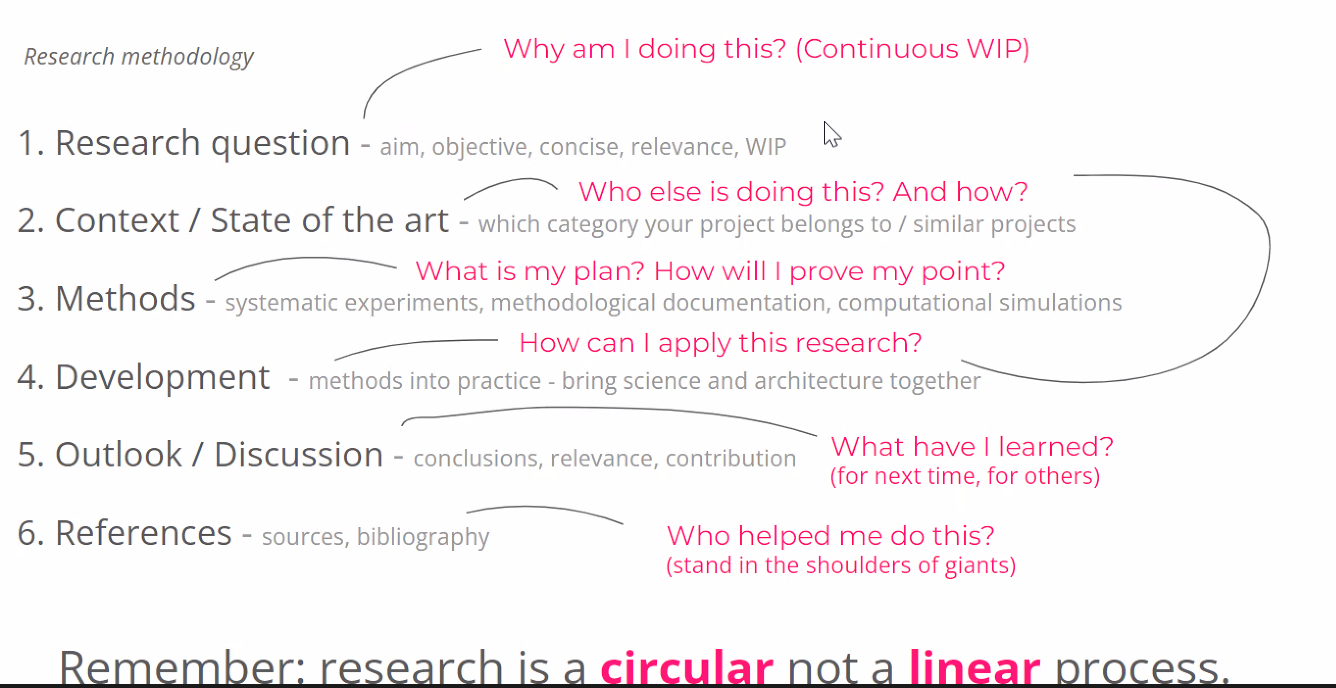 Research methodology
Why am I doing this? (Continuous WIP)
1. Research question - aim, objective, concise, relevance, WIP
Who else is doing this? And how?
2. Context / State of the art - which category your project belongs to / similar projects
What is my plan? How will I prove my point?
3. Methods - systematic experiments, methodological documentation, computational simulations
How can I apply this research?
4. Development - methods into practice - bring science and architecture together
What have I learned?
5. Outlook / Discussion - conclusions, relevance, contribution
(for next time, for others)
6. References - sources, bibliography
Who helped me do this?
(stand in the shoulders of giants)
Remember: research is a circular not a linear process.